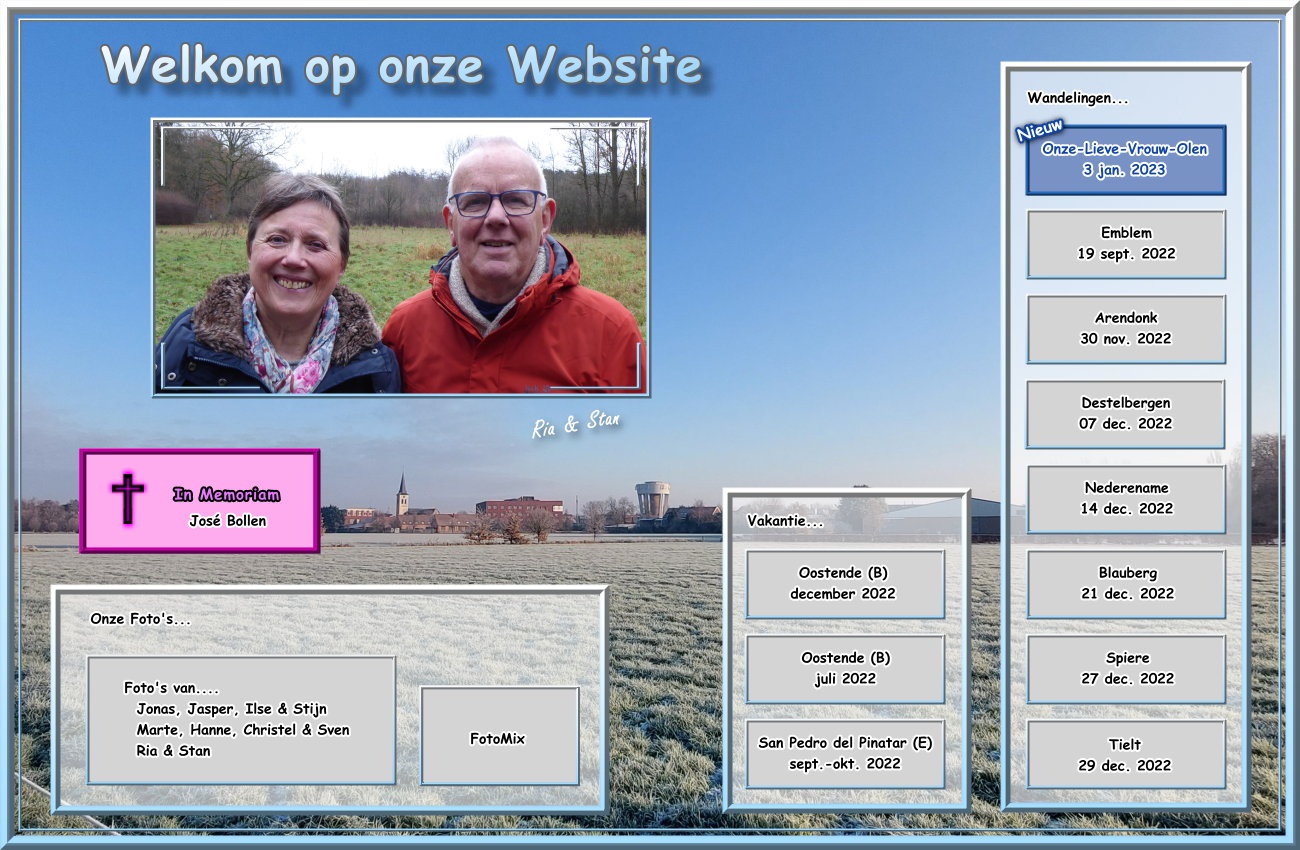 Welkom op onze Website
Ria & Stan
In Memoriam
José Bollen
Onze Foto's...
Foto's van....
Jonas, Jasper, Ilse & Stijn
Marte, Hanne, Christel & Sven
Ria & Stan
FotoMix
Vakantie...
Oostende (B)
december 2022
Oostende (B)
juli 2022
San Pedro del Pinatar (E)
sept.-okt. 2022
Wandelingen...
Nieuw
Onze-Lieve-Vrouw-Olen
3 jan. 2023
Emblem
19 sept. 2022
Arendonk
30 nov. 2022
Destelbergen
07 dec. 2022
Nederename
14 dec. 2022
Blauberg
21 dec. 2022
Spiere
27 dec. 2022
Tielt
29 dec. 2022